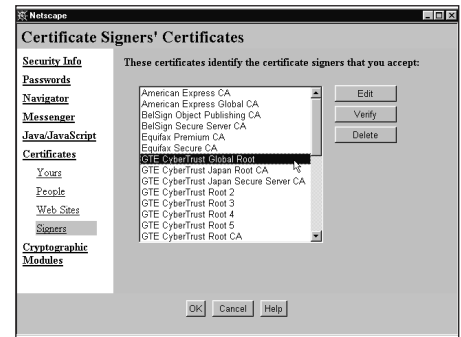 Netscape
Certificate Signers' Certificates
Security Info
Passwords
Navigator
Messenger
Java/JavaScript
Certificates
Yours
People
Web Sites
Signers
Cryptographic
Modules
These certificates identify the certificate signers that you accept:
American Express CA
American Express Global CA
BelSign Object Publishing CA
BelSign Secure Server CA
Equifax Premium CA
Equifax Secure CA
GTE CyberTrust Global Root
GTE CyberTrust Japan Root CA
GTE CyberTrust Japan Secure Server CA
GTE CyberTrust Root 2
GTE CyberTrust Root 3
GTE CyberTrust Root 4
GTE CyberTrust Root 5
GTE CyberTrust Root CA
Edit
Verify
Delete
OK Cancel Help